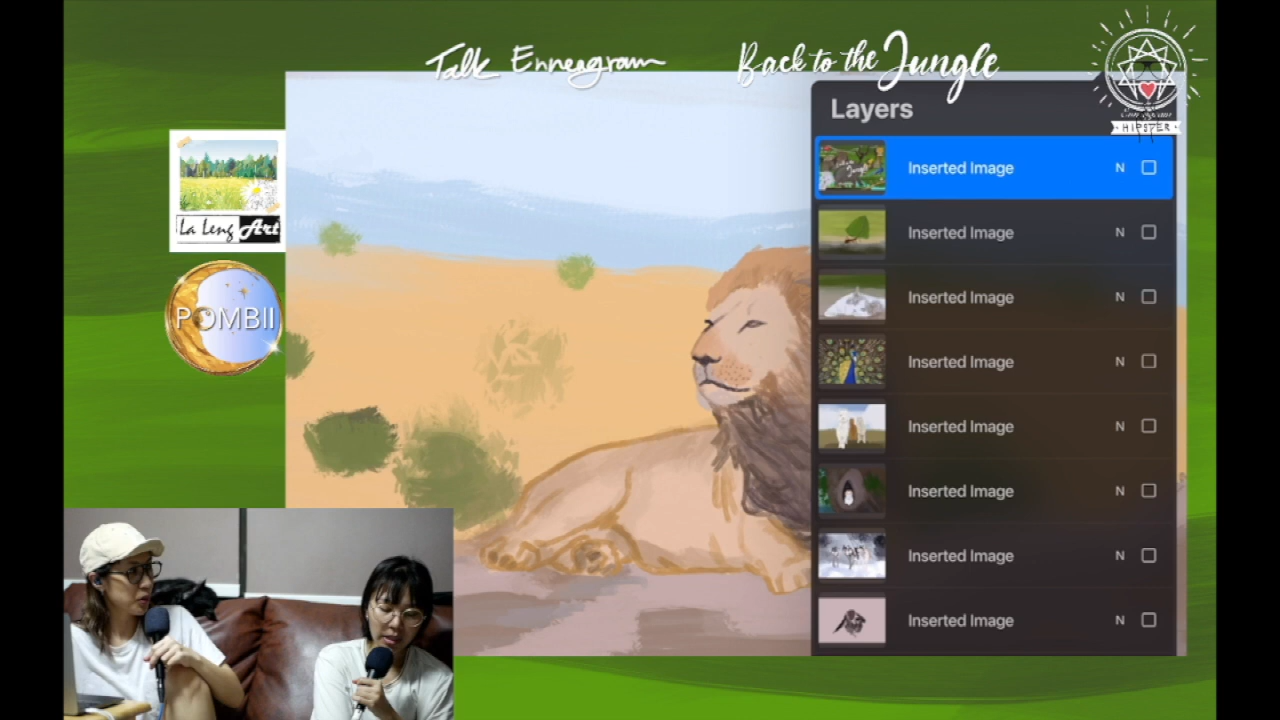 Talk Enneagram
Back to the Jungle
HIPSTER
La Leng Art
POMBII
Layers
Inserted Image N
Inserted Image N
Inserted Image N
Inserted Image N
Inserted Image N
Inserted Image N
Inserted Image N
Inserted Image N